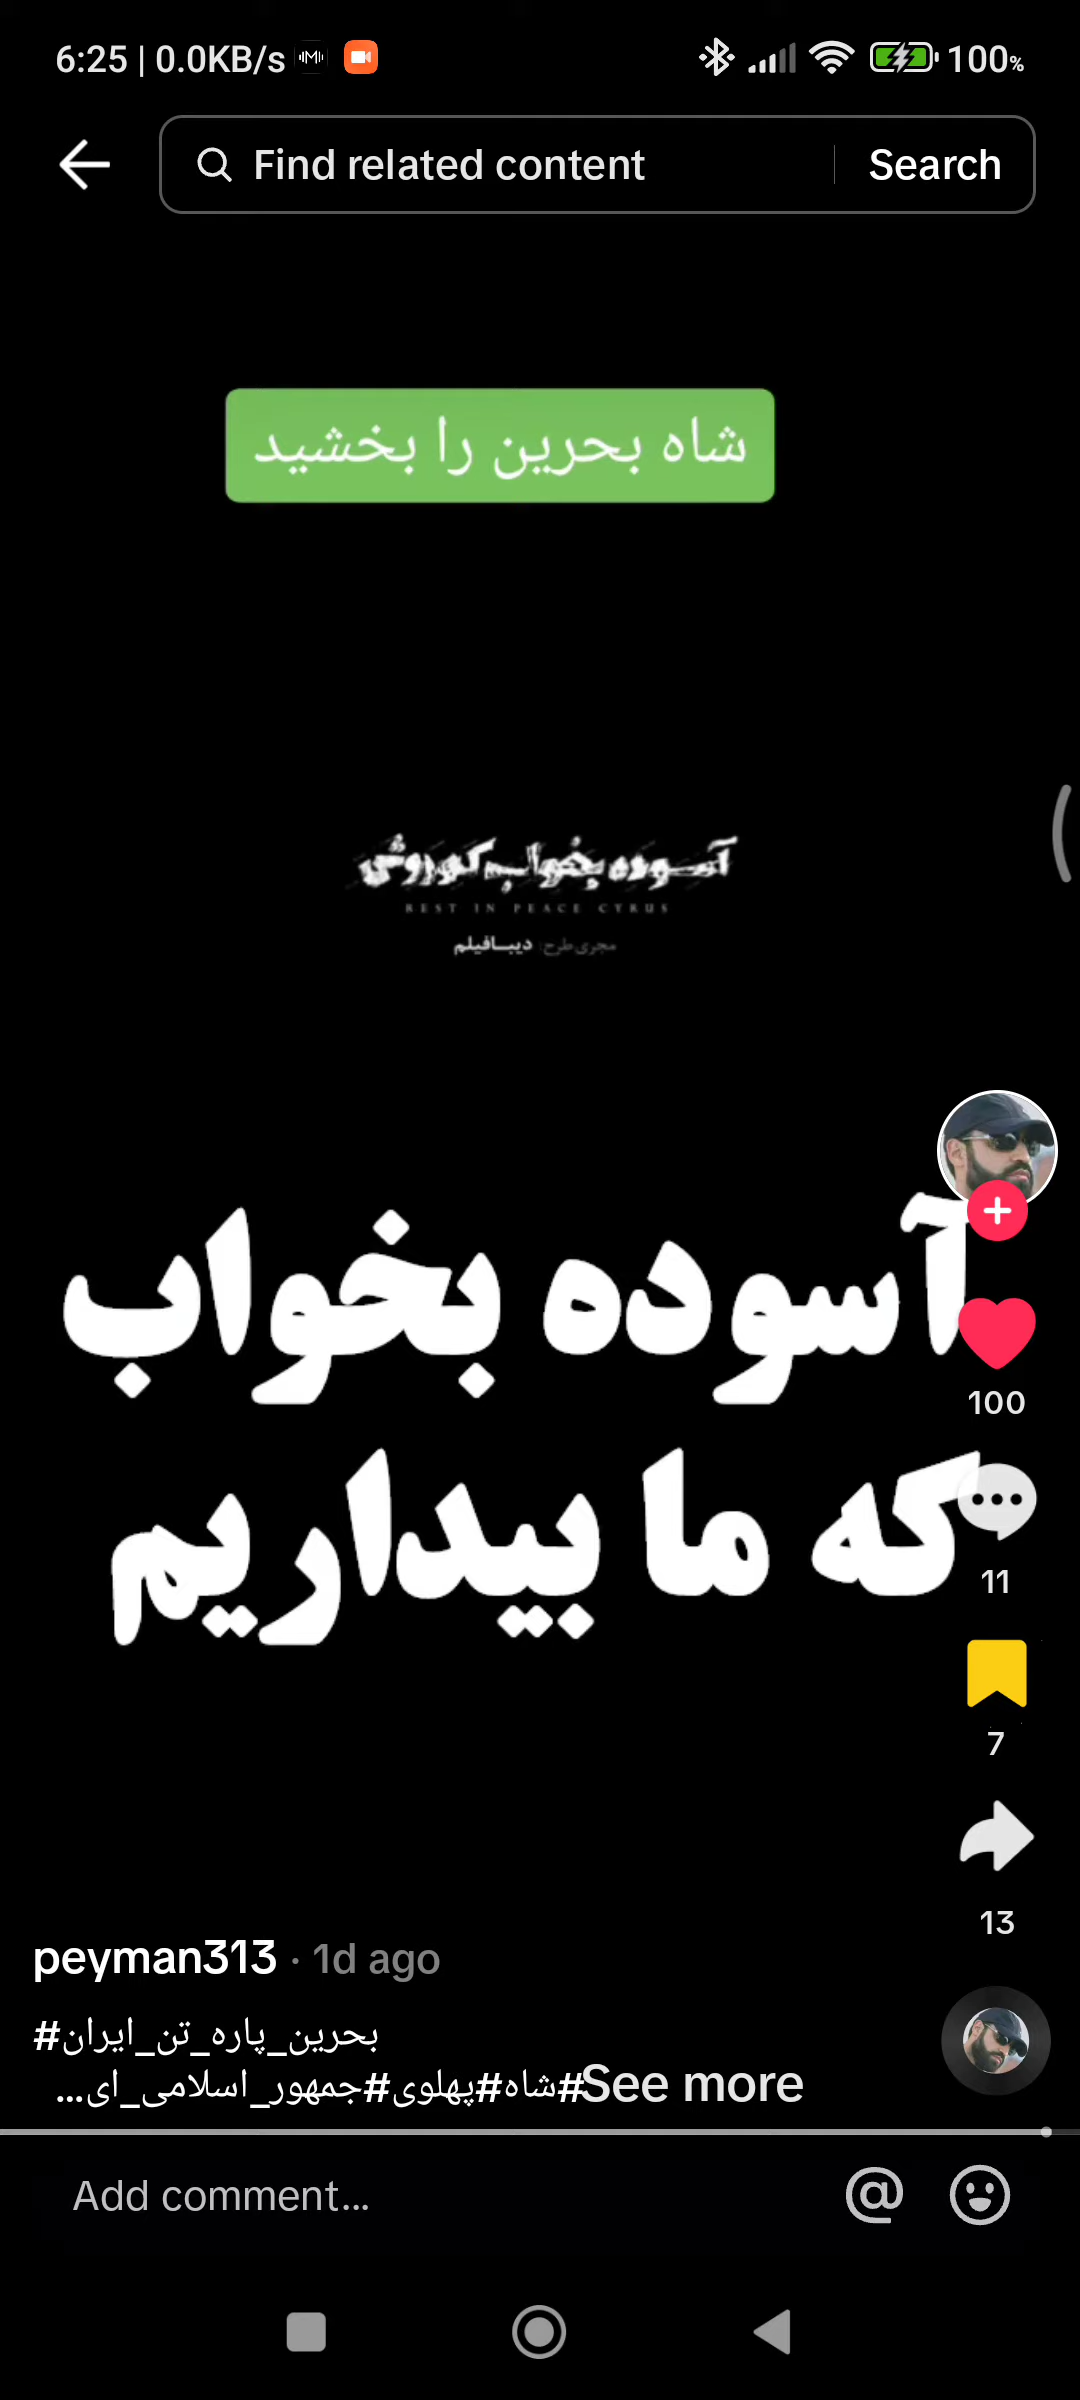 6:25 | 0.0KB/s
100%
Find related content
Search
شاه بحرین را بخشید
آسوده بخواب کوروش
REST IN PEACE CYRUS
مجری طرح: دیبافیلم
آسوده بخواب
که ما بیداریم
100
11
7
13
peyman313 · 1d ago
#بحرین_پاره_تن_ایران
#شاه#پهلوی#جمهور_اسلامی_ای... See more
Add comment...